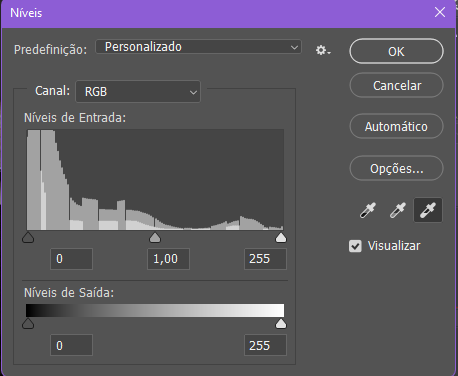 Níveis
Predefinição: Personalizado
OK
Canal: RGB
Cancelar
Níveis de Entrada:
Automático
Opções...
0 1,00 255
Visualizar
Níveis de Saída:
0 255